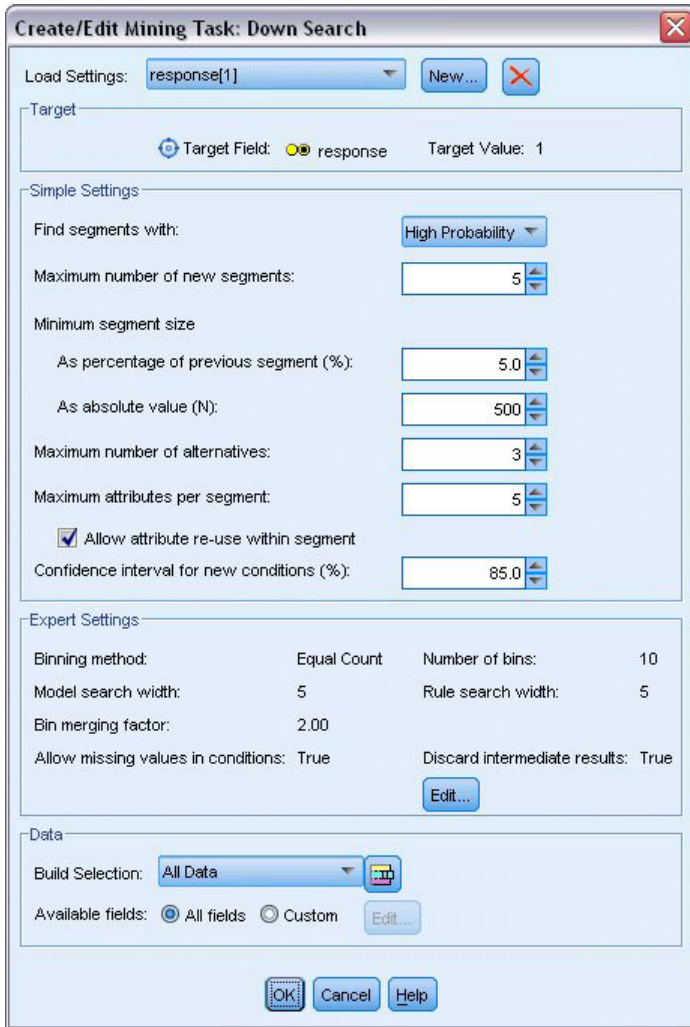 Create/Edit Mining Task: Down Search
Load Settings: response[1] New...
Target
Target Field: response Target Value: 1
Simple Settings
Find segments with: High Probability
Maximum number of new segments: 5
Minimum segment size
As percentage of previous segment (%): 5.0
As absolute value (N): 500
Maximum number of alternatives: 3
Maximum attributes per segment: 5
Allow attribute re-use within segment
Confidence interval for new conditions (%): 85.0
Expert Settings
Binning method: Equal Count Number of bins: 10
Model search width: 5 Rule search width: 5
Bin merging factor: 2.00
Allow missing values in conditions: True Discard intermediate results: True
Edit...
Data
Build Selection: All Data
Available fields: All fields Custom Edit...
OK Cancel Help